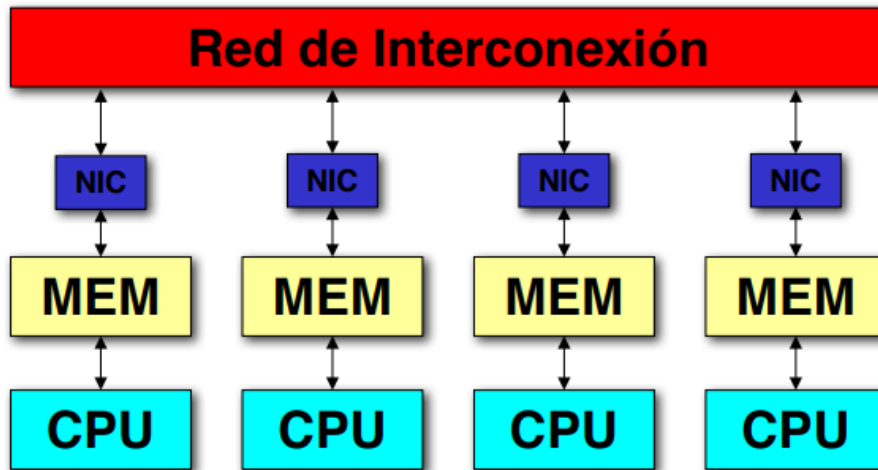 Red de Interconexión
NIC NIC NIC NIC
MEM MEM MEM MEM
CPU CPU CPU CPU